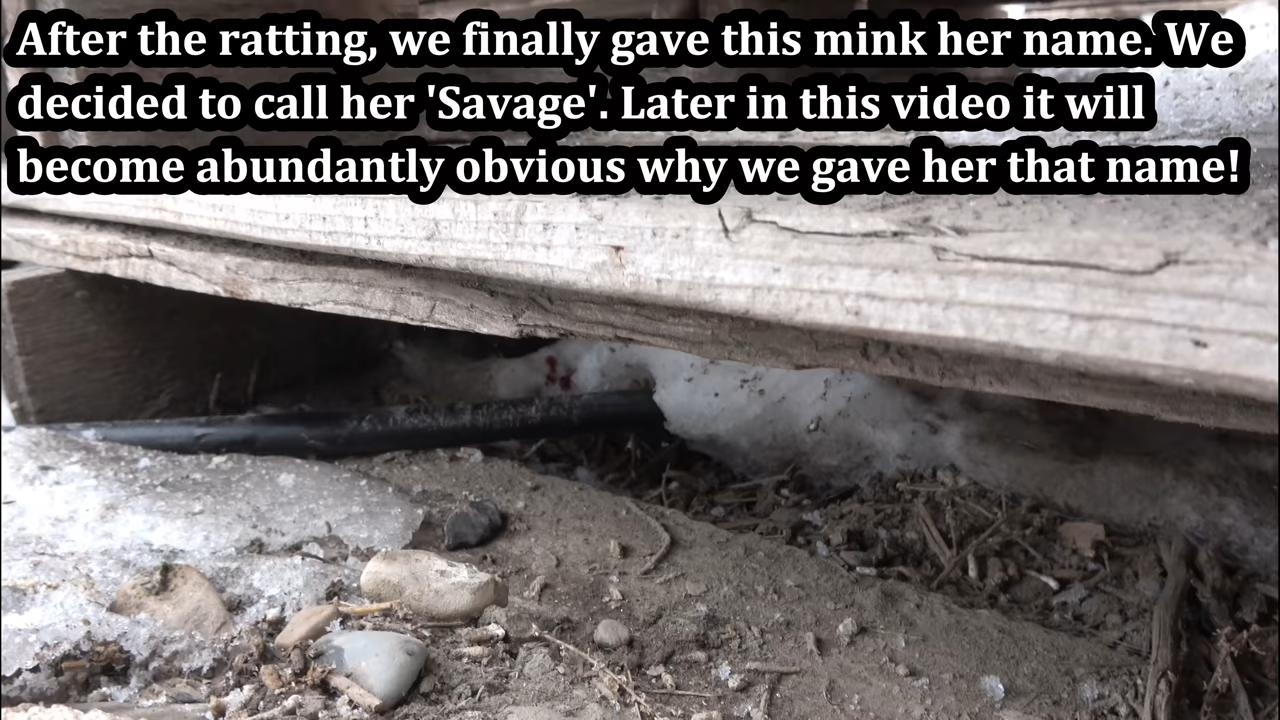 After the ratting, we finally gave this mink her name. We
decided to call her 'Savage'. Later in this video it will
become abundantly obvious why we gave her that name!